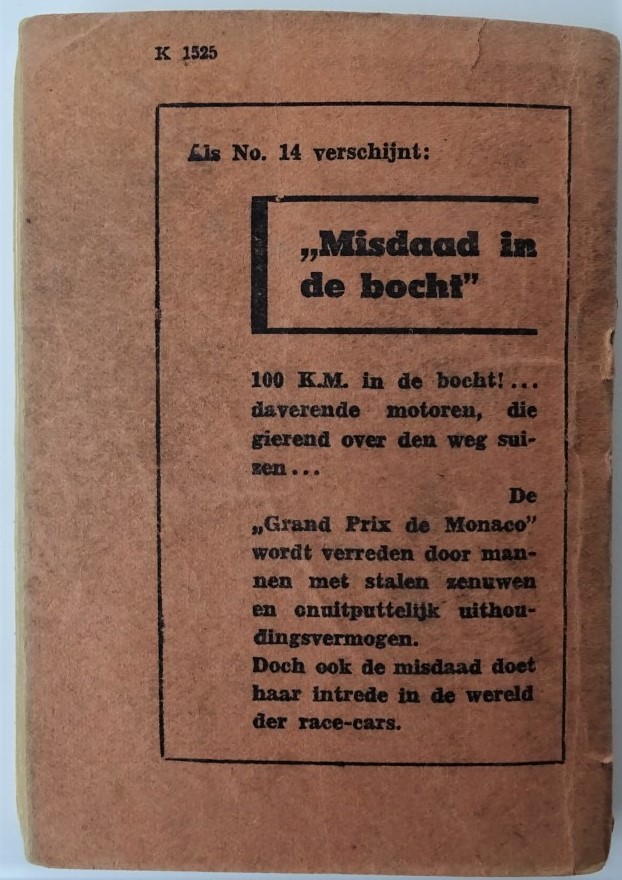 K 1525
Als No. 14 verschijnt:
„Misdaad in
de bocht”
100 K.M. in de bocht!...
daverende motoren, die
gierend over den weg sui-
zen...
De
„Grand Prix de Monaco”
wordt verreden door man-
nen met stalen zenuwen
en onuitputtelijk uithou-
dingsvermogen.
Doch ook de misdaad doet
haar intrede in de wereld
der race-cars.